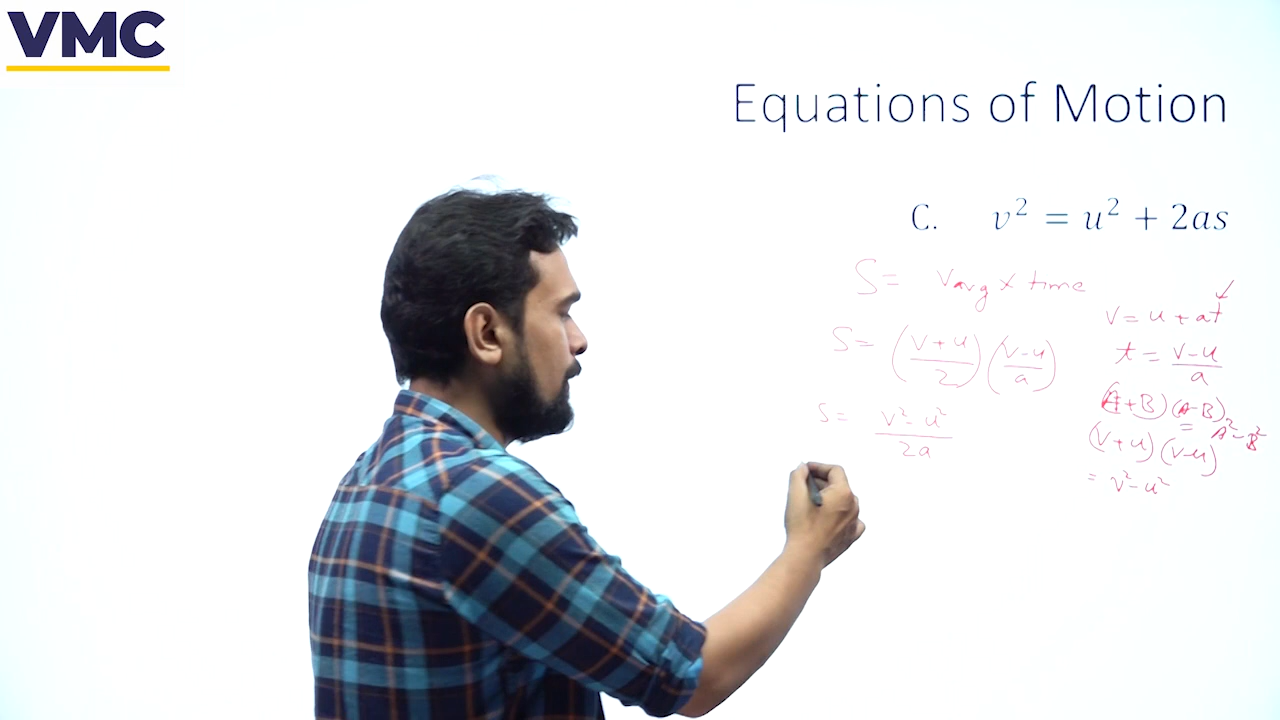 VMC
Equations of Motion
C. v² = u² + 2as
S = Vavg x time
V = u + at
S = (V+u/2)(V-u/a)
t = V-u/a
(A+B)(A-B)
= A²-B²
S = V²-u²/2a
(V+u)(V-u)
= V²-u²